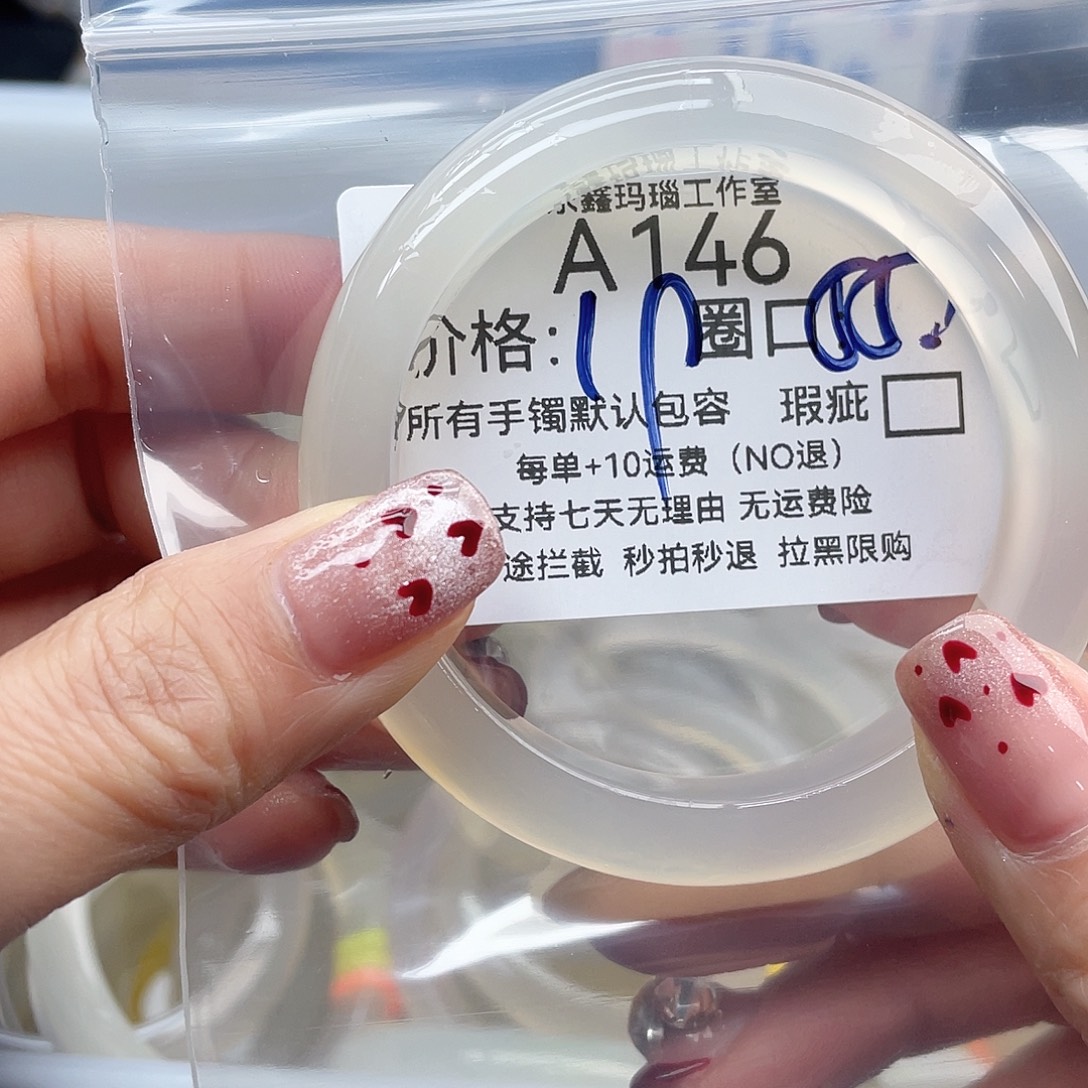 鑫玛瑙工作室
A146
价格: 圈口
所有手镯默认包容 瑕疵
每单+10运费（NO退）
支持七天无理由 无运费险
途拦截 秒拍秒退 拉黑限购